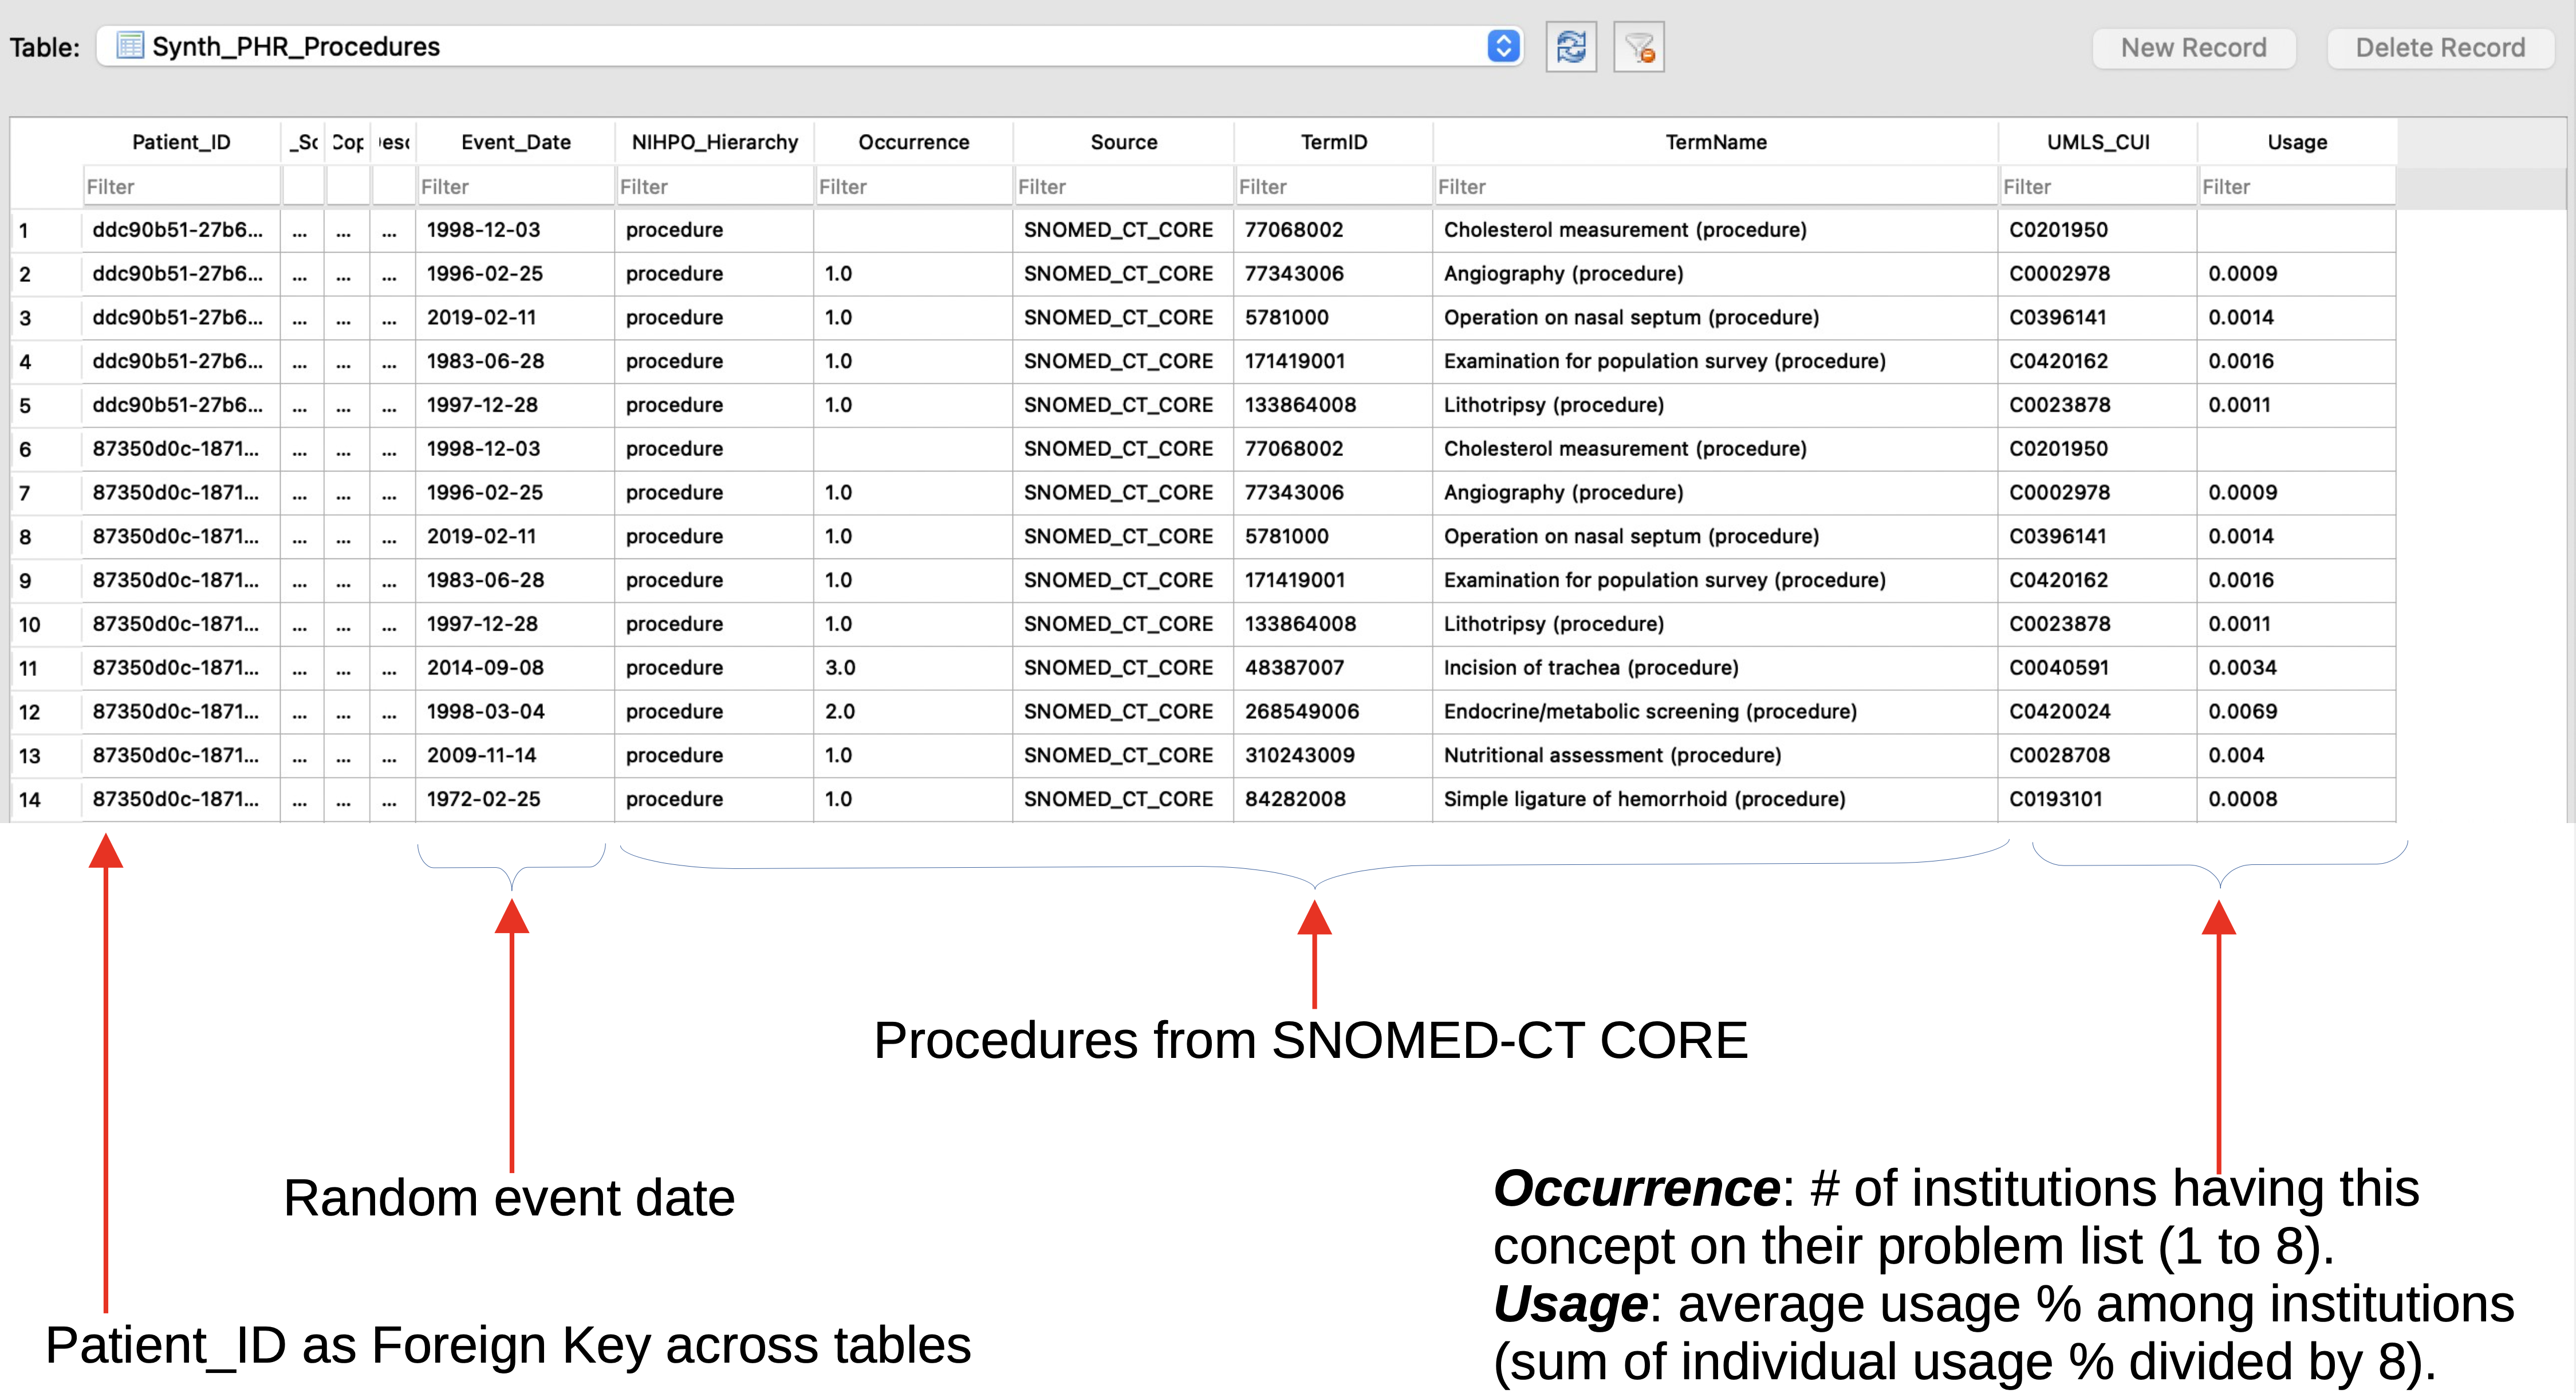 Table: Synth_PHR_Procedures New Record Delete Record
Patient_ID _Sc Cop esc Event_Date NIHPO_Hierarchy Occurrence Source TermID TermName UMLS_CUI Usage
Filter Filter Filter Filter Filter Filter Filter Filter Filter
1 ddc90b51-27b6... ... ... ... 1998-12-03 procedure SNOMED_CT_CORE 77068002 Cholesterol measurement (procedure) C0201950
2 ddc90b51-27b6... ... ... ... 1996-02-25 procedure 1.0 SNOMED_CT_CORE 77343006 Angiography (procedure) C0002978 0.0009
3 ddc90b51-27b6... ... ... ... 2019-02-11 procedure 1.0 SNOMED_CT_CORE 5781000 Operation on nasal septum (procedure) C0396141 0.0014
4 ddc90b51-27b6... ... ... ... 1983-06-28 procedure 1.0 SNOMED_CT_CORE 171419001 Examination for population survey (procedure) C0420162 0.0016
5 ddc90b51-27b6... ... ... ... 1997-12-28 procedure 1.0 SNOMED_CT_CORE 133864008 Lithotripsy (procedure) C0023878 0.0011
6 87350d0c-1871... ... ... ... 1998-12-03 procedure SNOMED_CT_CORE 77068002 Cholesterol measurement (procedure) C0201950
7 87350d0c-1871... ... ... ... 1996-02-25 procedure 1.0 SNOMED_CT_CORE 77343006 Angiography (procedure) C0002978 0.0009
8 87350d0c-1871... ... ... ... 2019-02-11 procedure 1.0 SNOMED_CT_CORE 5781000 Operation on nasal septum (procedure) C0396141 0.0014
9 87350d0c-1871... ... ... ... 1983-06-28 procedure 1.0 SNOMED_CT_CORE 171419001 Examination for population survey (procedure) C0420162 0.0016
10 87350d0c-1871... ... ... ... 1997-12-28 procedure 1.0 SNOMED_CT_CORE 133864008 Lithotripsy (procedure) C0023878 0.0011
11 87350d0c-1871... ... ... ... 2014-09-08 procedure 3.0 SNOMED_CT_CORE 48387007 Incision of trachea (procedure) C0040591 0.0034
12 87350d0c-1871... ... ... ... 1998-03-04 procedure 2.0 SNOMED_CT_CORE 268549006 Endocrine/metabolic screening (procedure) C0420024 0.0069
13 87350d0c-1871... ... ... ... 2009-11-14 procedure 1.0 SNOMED_CT_CORE 310243009 Nutritional assessment (procedure) C0028708 0.004
14 87350d0c-1871... ... ... ... 1972-02-25 procedure 1.0 SNOMED_CT_CORE 84282008 Simple ligature of hemorrhoid (procedure) C0193101 0.0008
Procedures from SNOMED-CT CORE
Random event date
Patient_ID as Foreign Key across tables
Occurrence: # of institutions having this
concept on their problem list (1 to 8).
Usage: average usage % among institutions
(sum of individual usage % divided by 8).